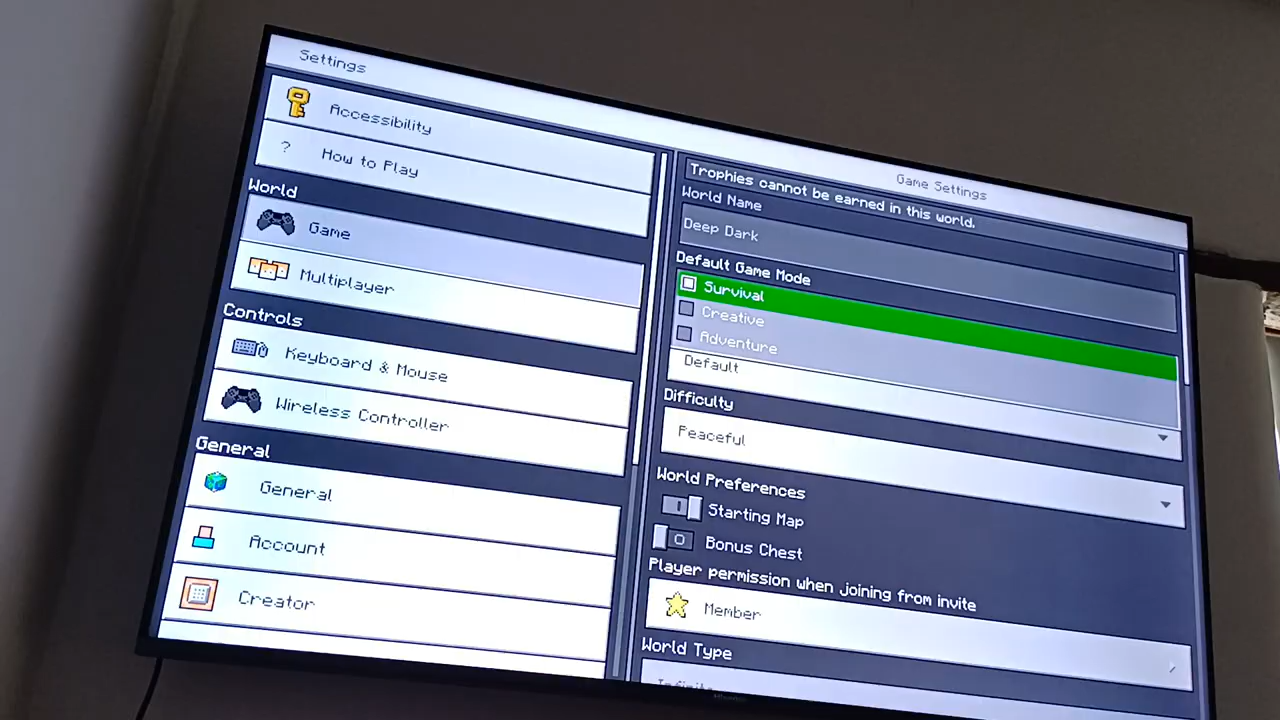 Settings
Accessibility
? How to Play
World
Game
Multiplayer
Controls
Keyboard & Mouse
Wireless Controller
General
General
Account
Creator
Game Settings
Trophies cannot be earned in this world.
World Name
Deep Dark
Default Game Mode
Survival
Creative
Adventure
Default
Difficulty
Peaceful
World Preferences
Starting Map
Bonus Chest
Player permission when joining from invite
Member
World Type
Infinite